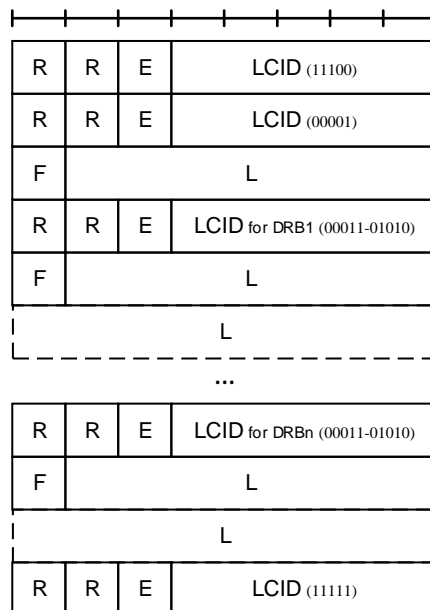 R R E LCID (11100)
R R E LCID (00001)
F L
R R E LCID for DRB1 (00011-01010)
F L
L
...
R R E LCID for DRBn (00011-01010)
F L
L
R R E LCID (11111)